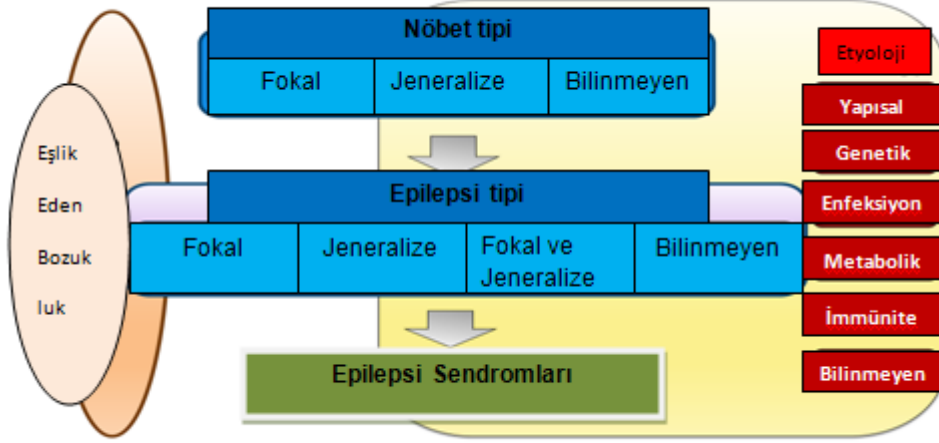 Nöbet tipi
Fokal
Jeneralize
Bilinmeyen
Eşlik
Eden
Bozuk
luk
Epilepsi tipi
Fokal
Jeneralize
Fokal ve
Jeneralize
Bilinmeyen
Epilepsi Sendromları
Etyoloji
Yapısal
Genetik
Enfeksiyon
Metabolik
İmmünite
Bilinmeyen